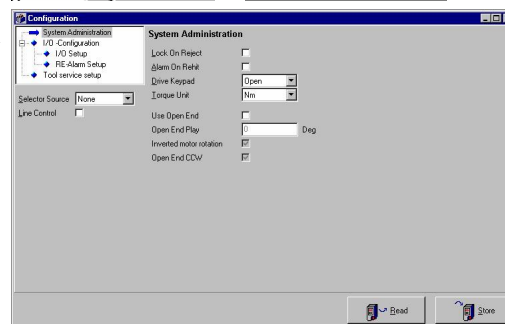 Configuration
System Administration
I/O -Configuration
I/O Setup
RE-Alarm Setup
Tool service setup
Selector Source None
Line Control
System Administration
Lock On Reject
Alarm On Rehit
Drive Keypad Open
Torque Unit Nm
Use Open End
Open End Play 0 Deg
Inverted motor rotation
Open End CCW
Read
Store